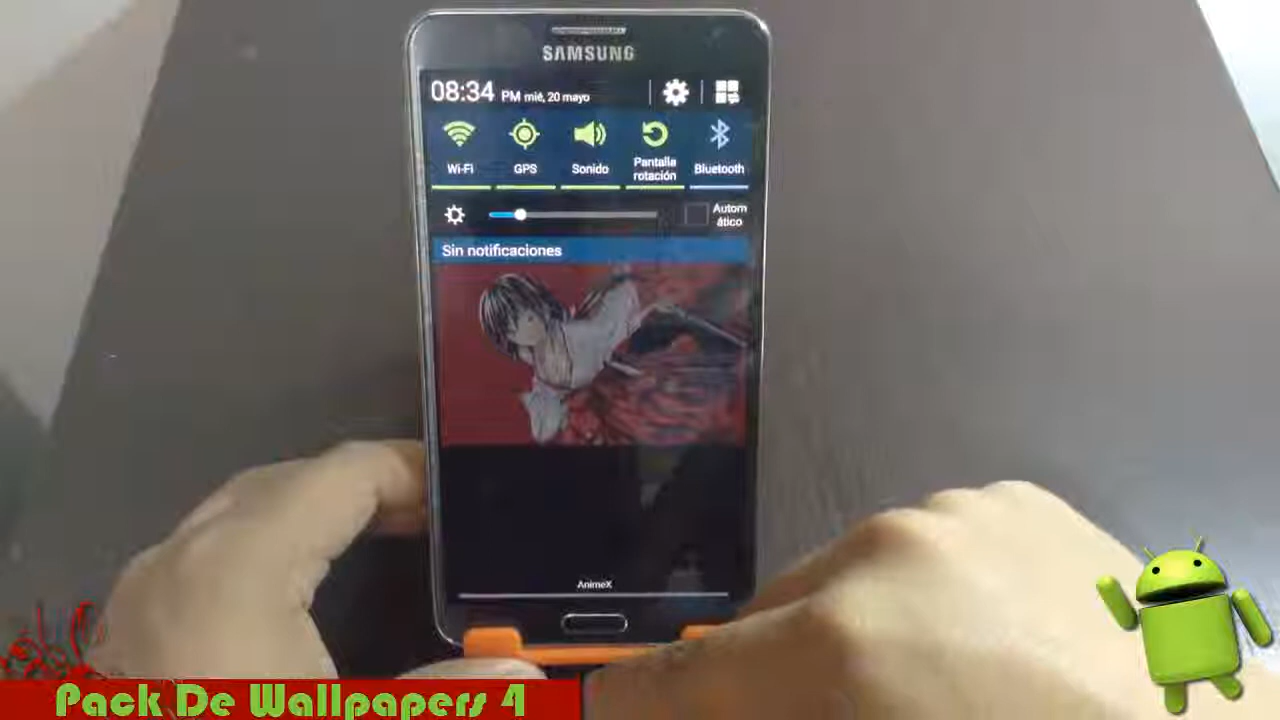 SAMSUNG
08:34 PM mié, 20 mayo
Wi-Fi GPS Sonido Pantalla rotación Bluetooth
Autom
ático
Sin notificaciones
AnimeX
Pack De Wallpapers 4